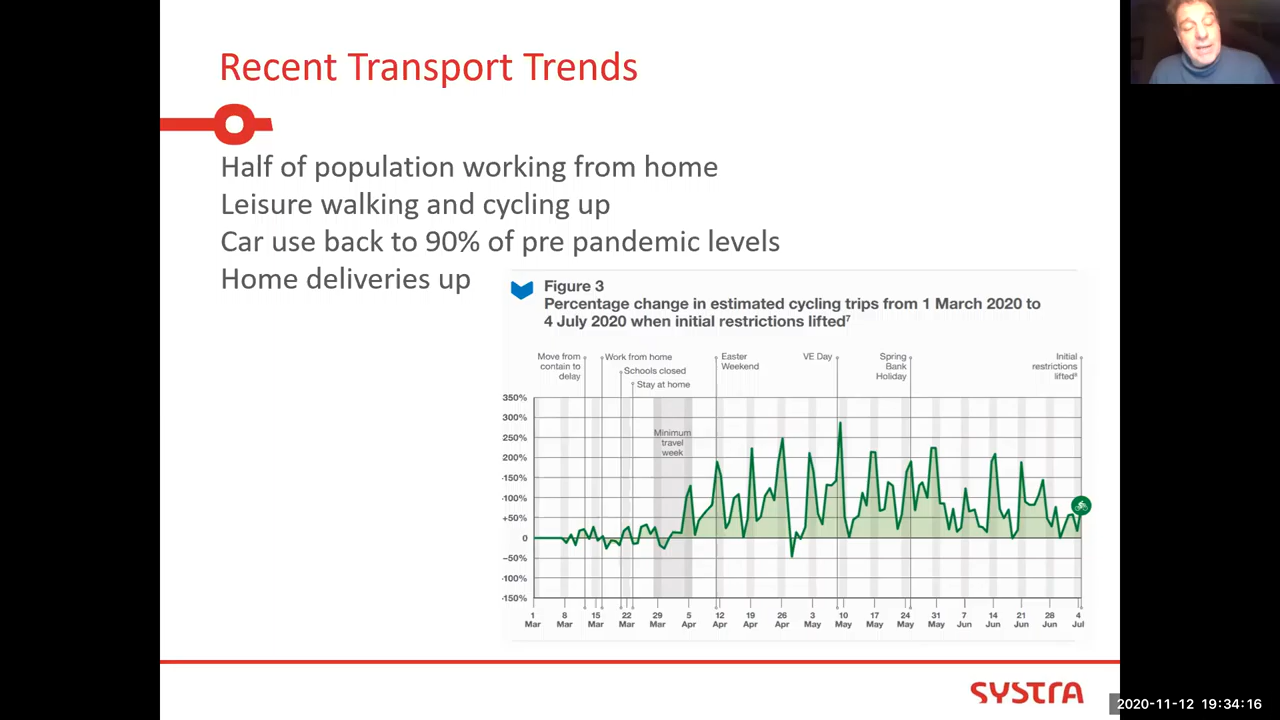 Recent Transport Trends
Half of population working from home
Leisure walking and cycling up
Car use back to 90% of pre pandemic levels
Home deliveries up
Figure 3
Percentage change in estimated cycling trips from 1 March 2020 to
4 July 2020 when initial restrictions lifted⁷
Move from
contain to
delay
Work from home
Schools closed
Stay at home
Easter
Weekend
VE Day
Spring
Bank
Holiday
Initial
restrictions
lifted⁸
Minimum
travel
week
350%
300%
250%
200%
·150%
·100%
+50%
0
−50%
·100%
·150%
1 Mar
8 Mar
15 Mar
22 Mar
29 Mar
5 Apr
12 Apr
19 Apr
26 Apr
3 May
10 May
17 May
24 May
31 May
7 Jun
14 Jun
21 Jun
28 Jun
4 Jul
SYSTRA
2020-11-12 19:34:16